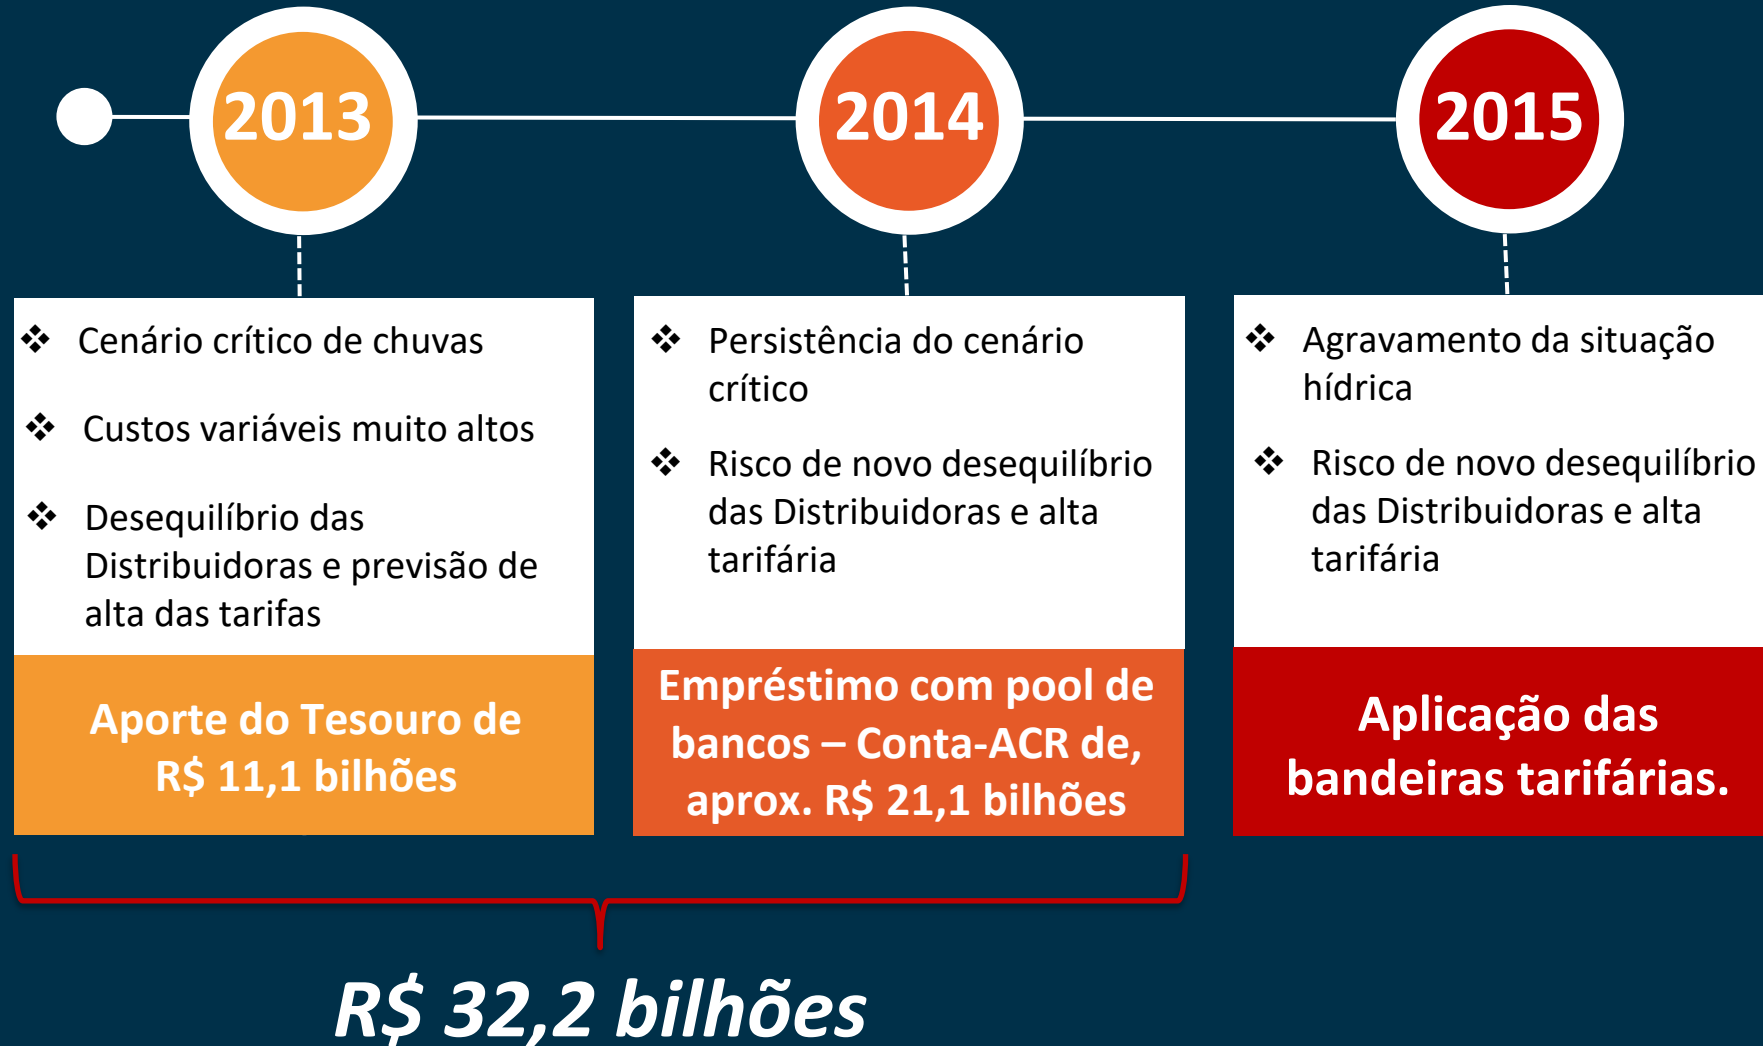 2013
2014
2015
❖ Cenário crítico de chuvas
❖ Custos variáveis muito altos
❖ Desequilíbrio das
Distribuidoras e previsão de
alta das tarifas
Aporte do Tesouro de
R$ 11,1 bilhões
❖ Persistência do cenário
crítico
❖ Risco de novo desequilíbrio
das Distribuidoras e alta
tarifária
Empréstimo com pool de
bancos – Conta-ACR de,
aprox. R$ 21,1 bilhões
❖ Agravamento da situação
hídrica
❖ Risco de novo desequilíbrio
das Distribuidoras e alta
tarifária
Aplicação das
bandeiras tarifárias.
R$ 32,2 bilhões